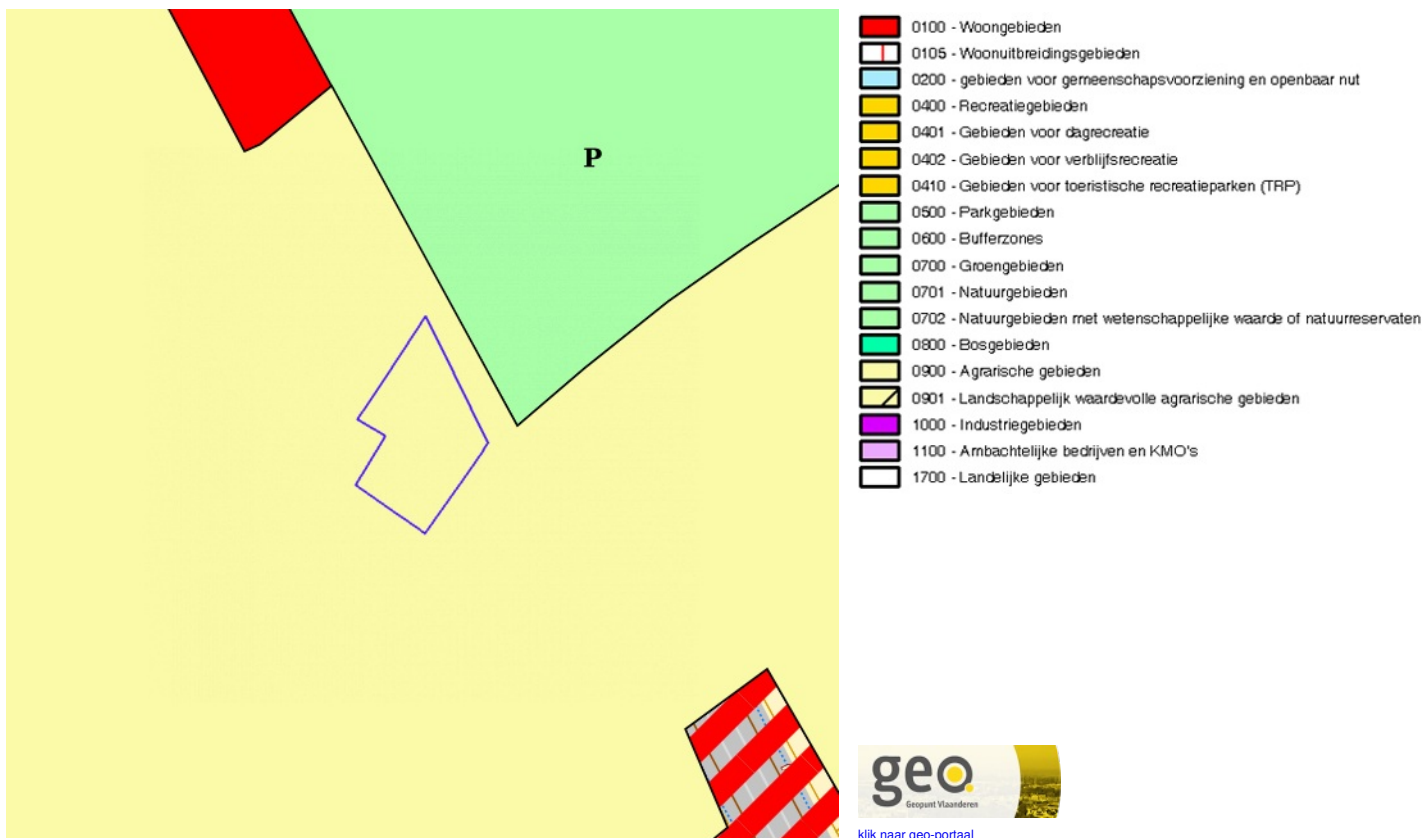 P
0100 - Woongebieden
0105 - Woonuitbreidingsgebieden
0200 - gebieden voor gemeenschapsvoorziening en openbaar nut
0400 - Recreatiegebieden
0401 - Gebieden voor dagrecreatie
0402 - Gebieden voor verblijfsrecreatie
0410 - Gebieden voor toeristische recreatieparken (TRP)
0500 - Parkgebieden
0600 - Bufferzones
0700 - Groengebieden
0701 - Natuurgebieden
0702 - Natuurgebieden met wetenschappelijke waarde of natuurreservaten
0800 - Bosgebieden
0900 - Agrarische gebieden
0901 - Landschappelijk waardevolle agrarische gebieden
1000 - Industriegebieden
1100 - Ambachtelijke bedrijven en KMO's
1700 - Landelijke gebieden
geo
Geopunt Vlaanderen
klik naar geo-portaal